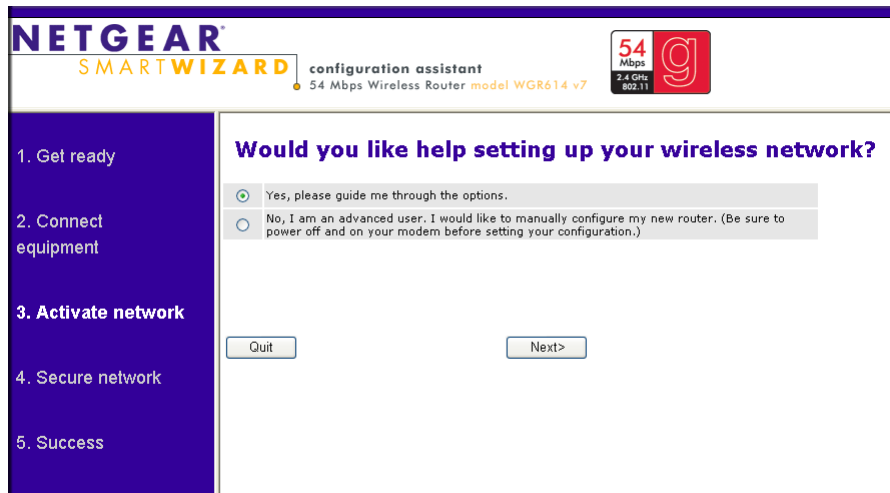 NETGEAR®
SMARTWIZARD
configuration assistant
54 Mbps Wireless Router model WGR614 v7
54
Mbps
2.4 GHz
802.11
g
1. Get ready
2. Connect
equipment
3. Activate network
4. Secure network
5. Success
Would you like help setting up your wireless network?
Yes, please guide me through the options.
No, I am an advanced user. I would like to manually configure my new router. (Be sure to
power off and on your modem before setting your configuration.)
Quit
Next>